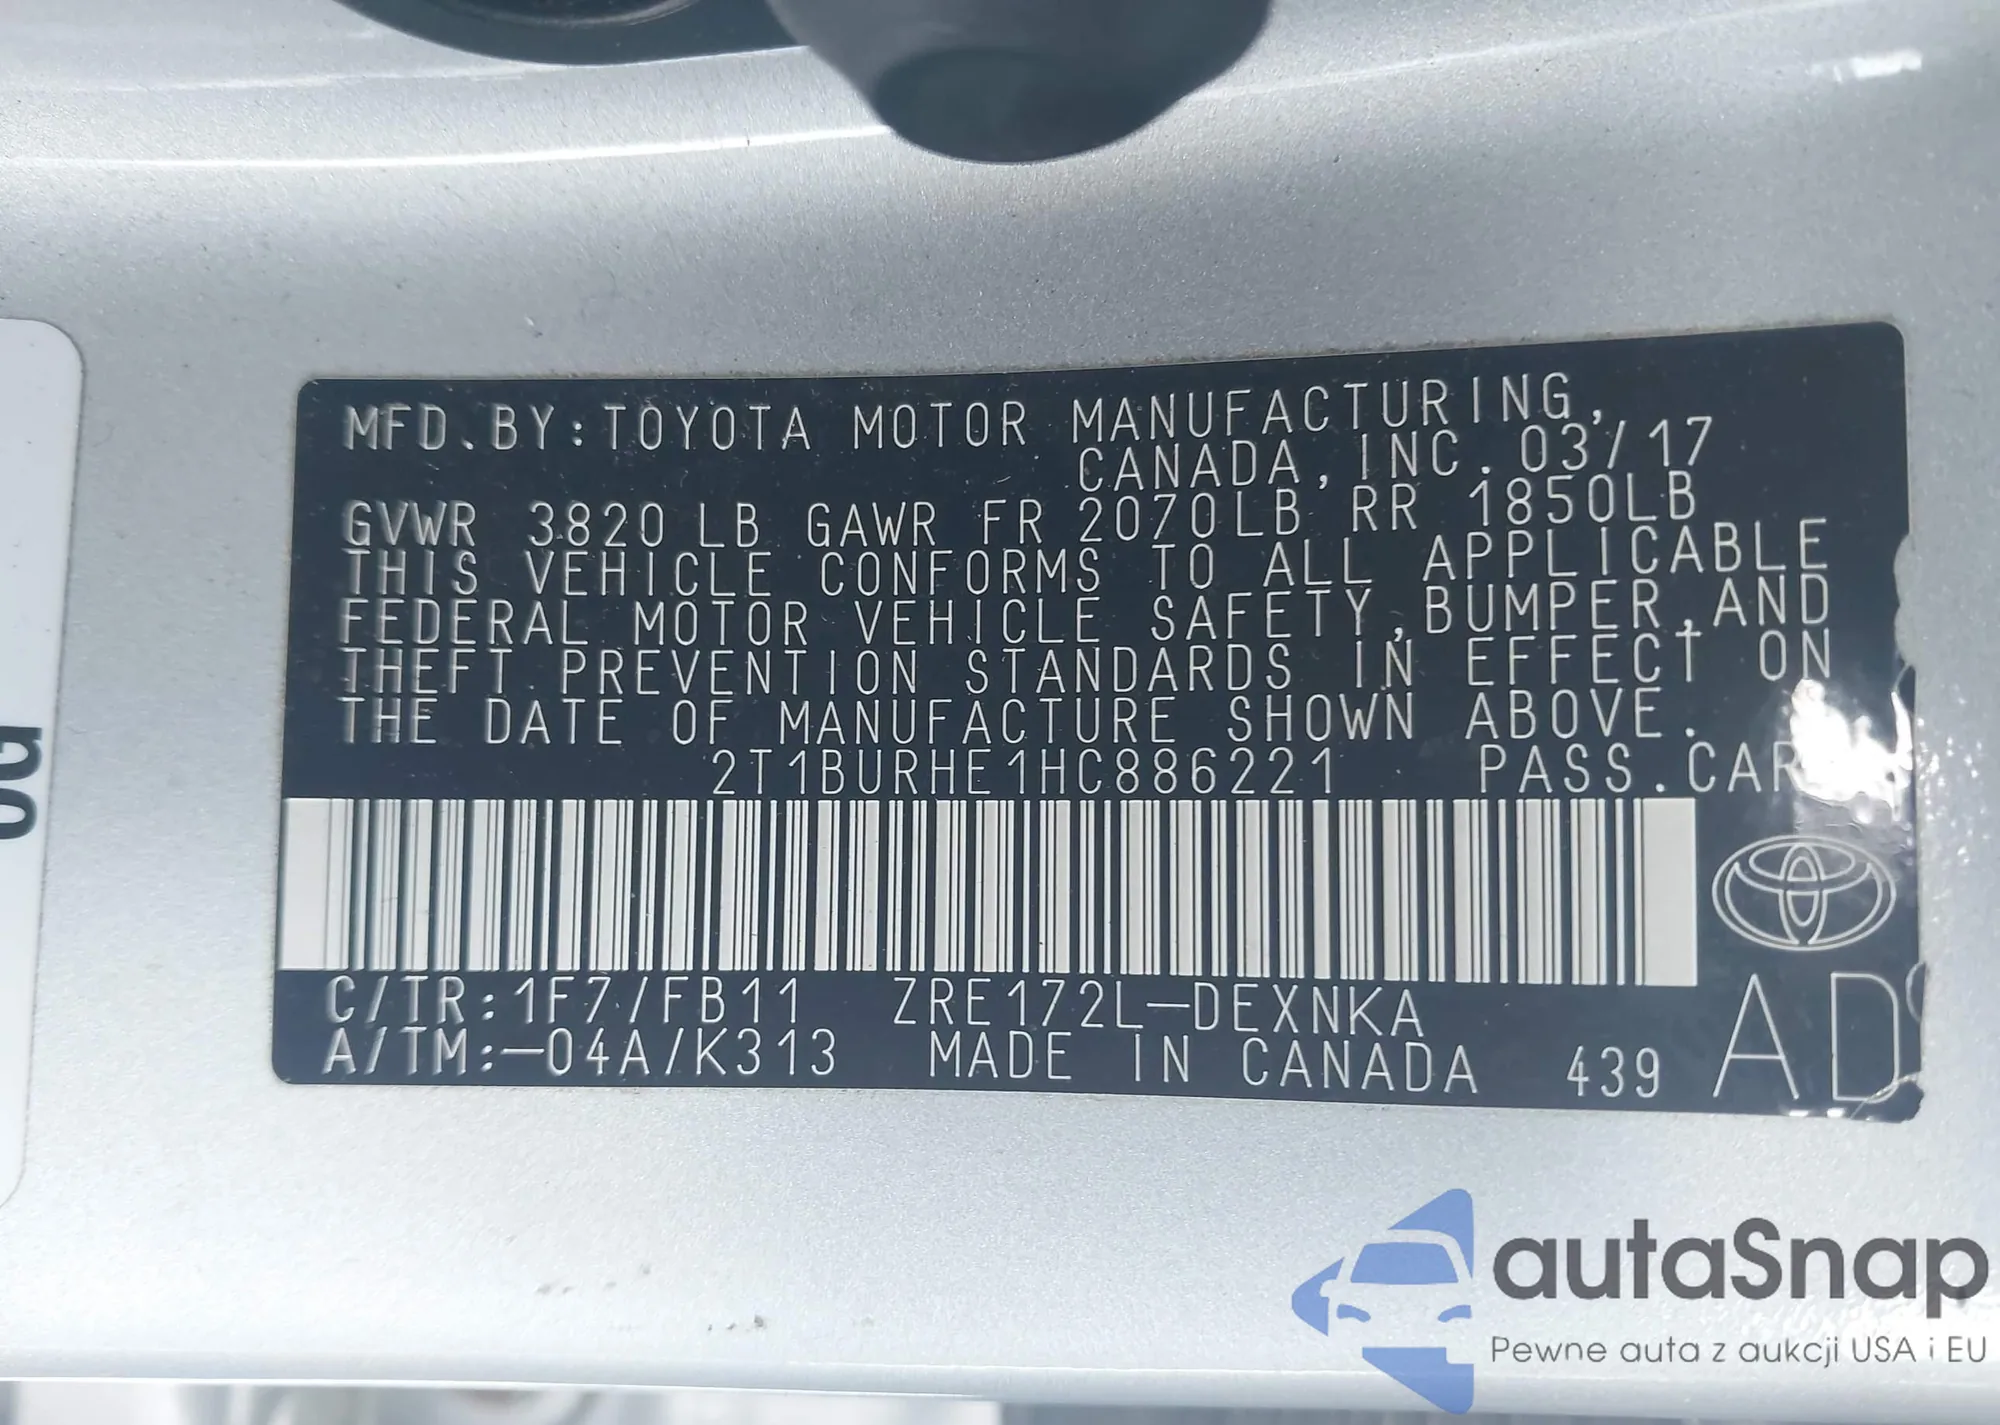 MFD.BY:TOYOTA MOTOR MANUFACTURING,
CANADA,INC.03/17
GVWR 3820LB GAWR FR 2070LB RR 1850LB
THIS VEHICLE CONFORMS TO ALL APPLICABLE
FEDERAL MOTOR VEHICLE SAFETY,BUMPER,AND
THEFT PREVENTION STANDARDS IN EFFECT ON
THE DATE OF MANUFACTURE SHOWN ABOVE.
2T1BURHE1HC886221 PASS.CAR
C/TR:1F7/FB11 ZRE172L-DEXNKA
A/TM:-04A/K313 MADE IN CANADA 439
autaSnap
Pewne auta z aukcji USA i EU